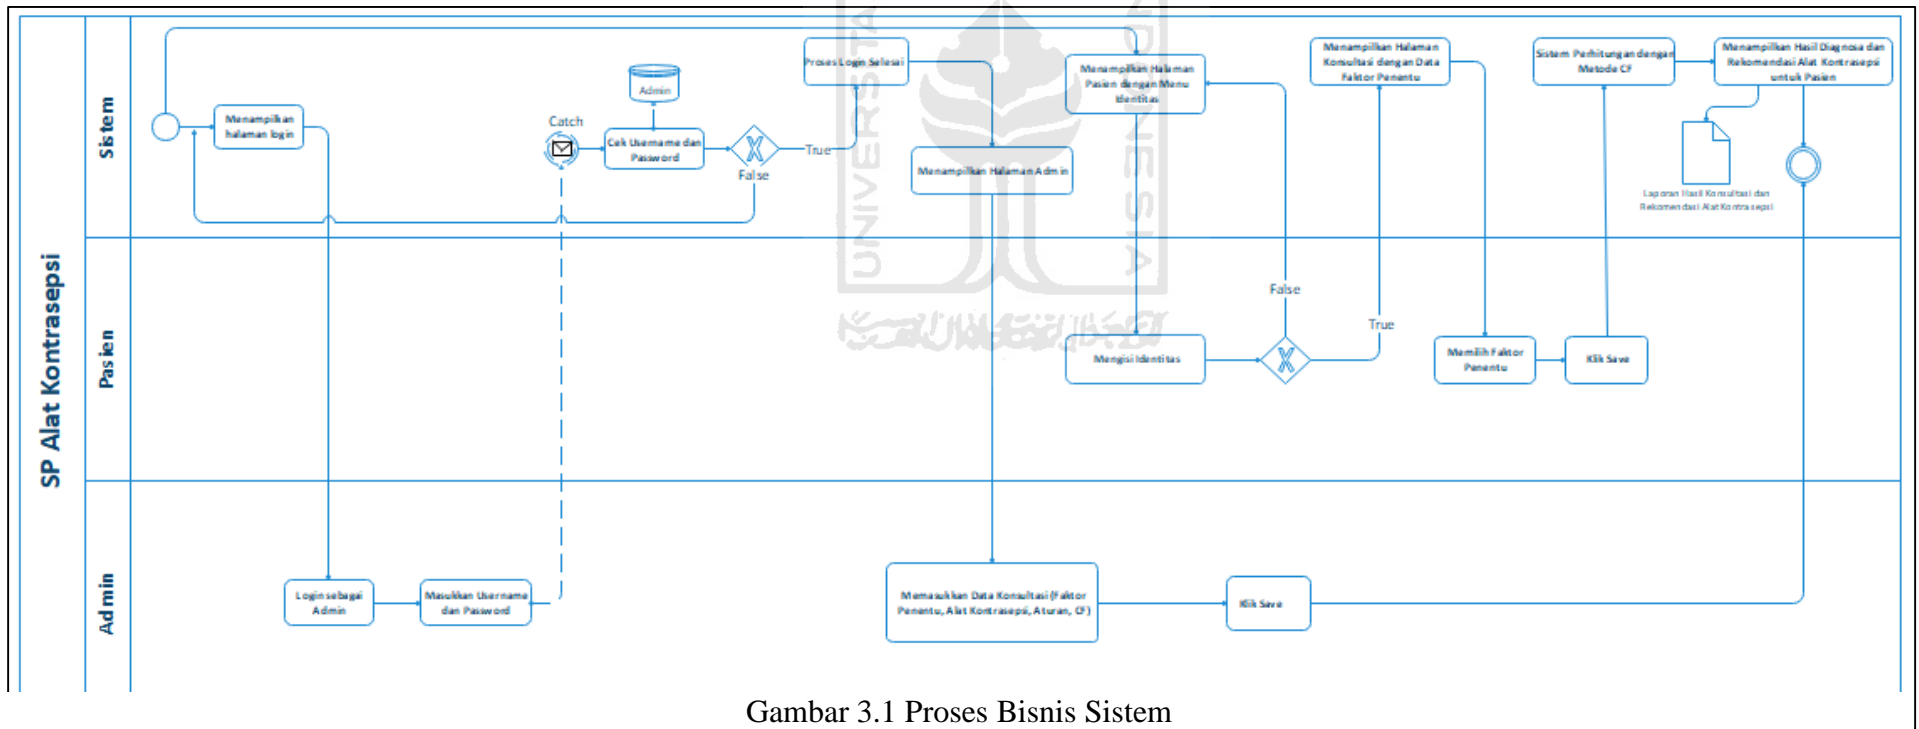 SP Alat Kontrasepsi
Sistem
Menampilkan
halaman login
Catch
Admin
Cek Username dan
Password
True
False
Proses Login Selesai
Menampilkan Halaman Admin
Menampilkan Halaman
Pasien dengan Menu
Identitas
Menampilkan Halaman
Konsultasi dengan Data
Faktor Penentu
Sistem Perhitungan dengan
Metode CF
Menampilkan Hasil Diagnosa dan
Rekomendasi Alat Kontrasepsi
untuk Pasien
Laporan Hasil Konsultasi dan
Rekomendasi Alat Kontrasepsi
UNIVERSITAS
INDONESIA
Pasien
Mengisi Identitas
False
True
Memilih Faktor
Penentu
Klik Save
Admin
Login sebagai
Admin
Masukkan Username
dan Password
Memasukkan Data Konsultasi (Faktor
Penentu, Alat Kontrasepsi, Aturan, CF)
Klik Save
Gambar 3.1 Proses Bisnis Sistem